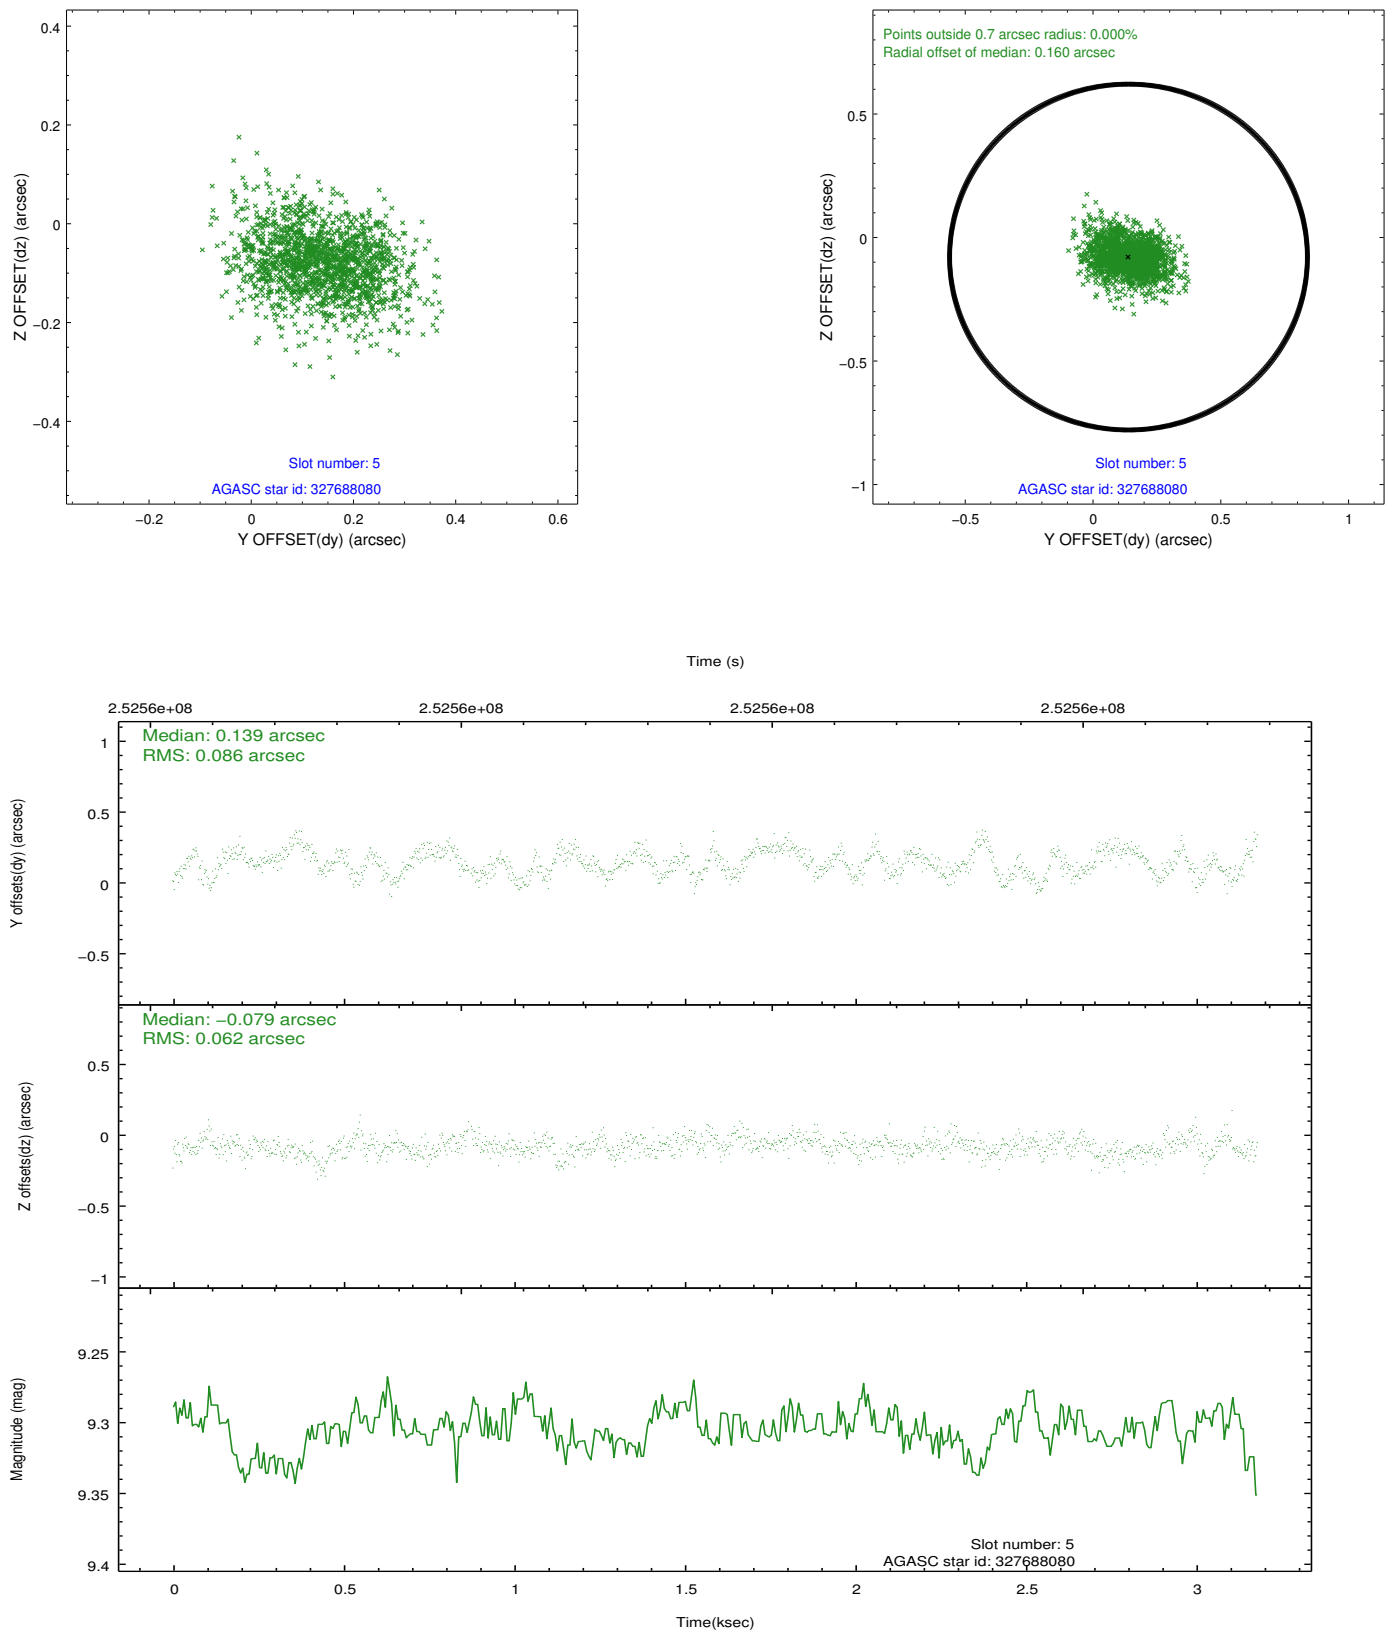 0.4
0.2
0
−0.2
−0.4
Z OFFSET(dz) (arcsec)
Slot number: 5
AGASC star id: 327688080
−0.2
0
0.2
0.4
0.6
Y OFFSET(dy) (arcsec)
Points outside 0.7 arcsec radius: 0.000%
Radial offset of median: 0.160 arcsec
0.5
0
−0.5
−1
Z OFFSET(dz) (arcsec)
Slot number: 5
AGASC star id: 327688080
−0.5
0
0.5
1
Y OFFSET(dy) (arcsec)
Time (s)
2.5256e+08
2.5256e+08
2.5256e+08
2.5256e+08
Median: 0.139 arcsec
RMS: 0.086 arcsec
1
0.5
0
−0.5
Y offsets(dy) (arcsec)
Median: −0.079 arcsec
RMS: 0.062 arcsec
0.5
0
−0.5
−1
Z offsets(dz) (arcsec)
9.25
9.3
9.35
9.4
Magnitude (mag)
Slot number: 5
AGASC star id: 327688080
0
0.5
1
1.5
2
2.5
3
Time(ksec)